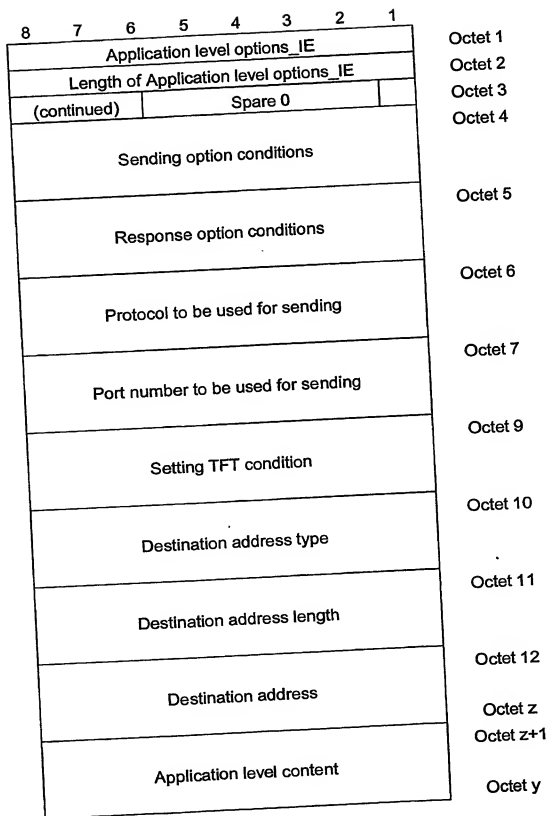 8 7 6 5 4 3 2 1
Application level options_IE Octet 1
Length of Application level options_IE Octet 2
(continued) Spare 0 Octet 3
Octet 4
Sending option conditions
Octet 5
Response option conditions
Octet 6
Protocol to be used for sending
Octet 7
Port number to be used for sending
Octet 9
Setting TFT condition
Octet 10
Destination address type
Octet 11
Destination address length
Octet 12
Destination address
Octet z
Octet z+1
Application level content
Octet y